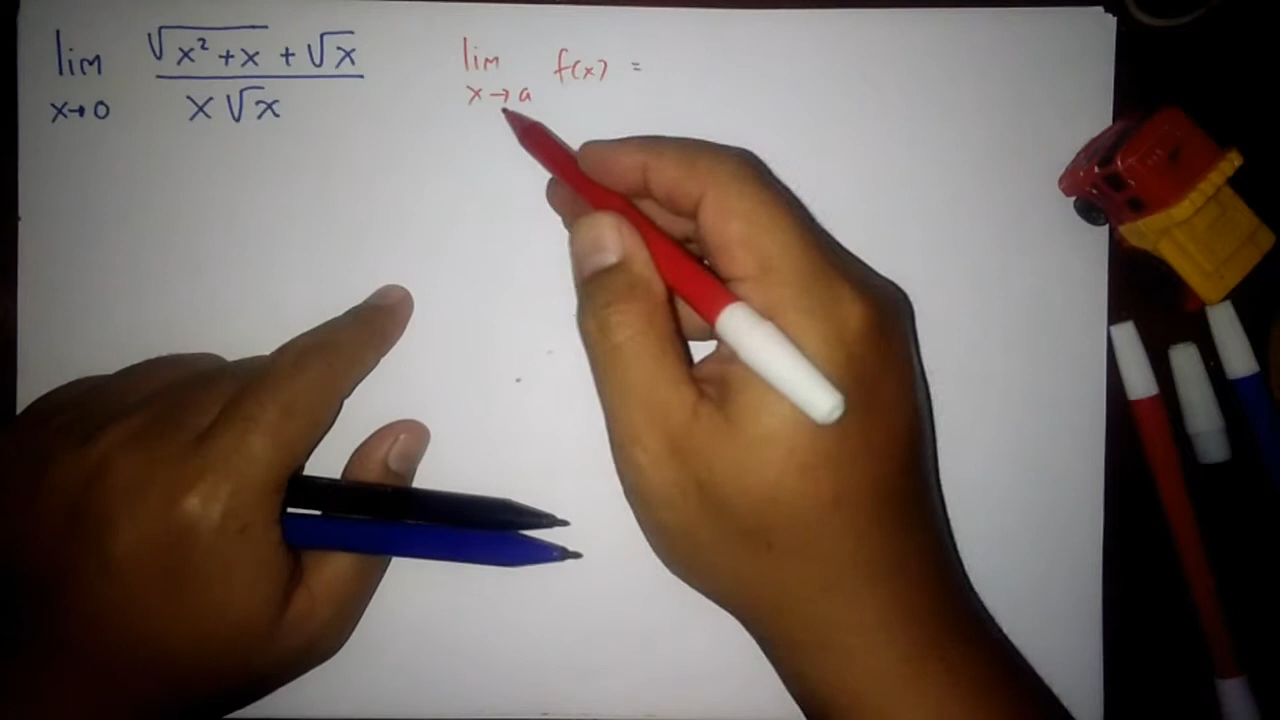 lim x→0 (√(x² + x) + √x) / (x√x)
lim x→a f(x) =